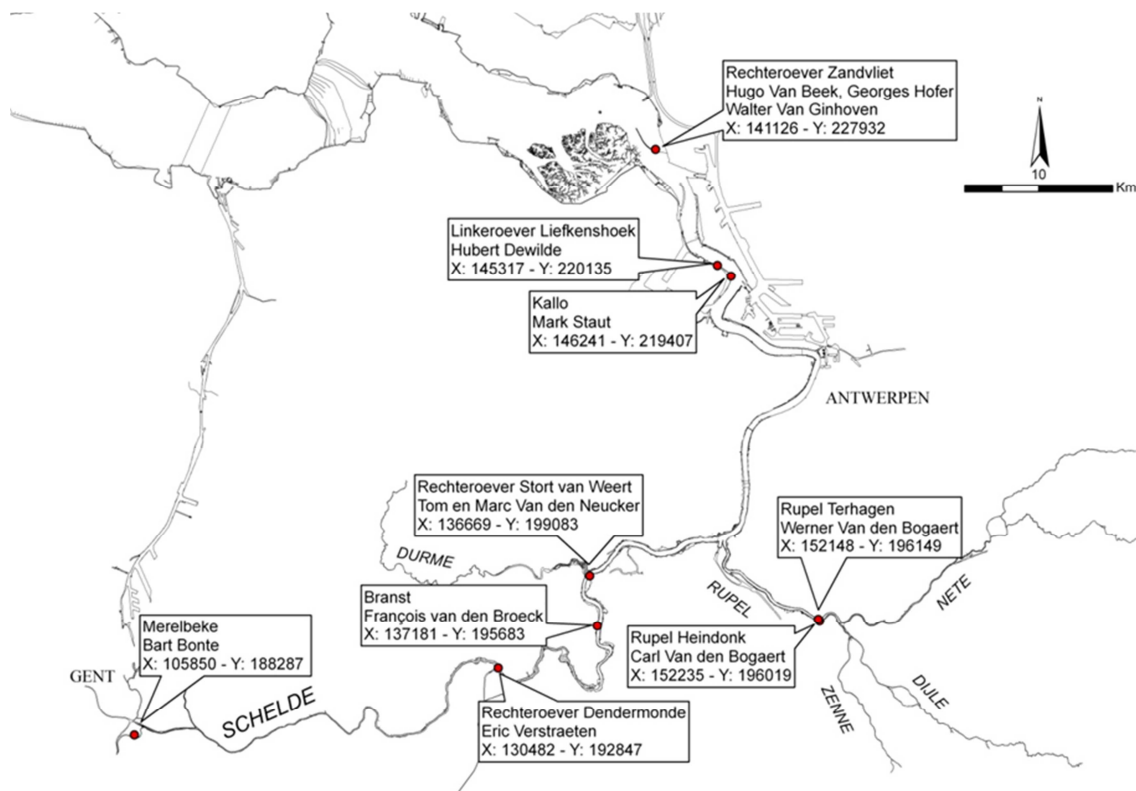 Rechteroever Zandvliet
Hugo Van Beek, Georges Hofer
Walter Van Ginhoven
X: 141126 - Y: 227932
N
10
Km
Linkeroever Liefkenshoek
Hubert Dewilde
X: 145317 - Y: 220135
Kallo
Mark Staut
X: 146241 - Y: 219407
ANTWERPEN
Rechteroever Stort van Weert
Tom en Marc Van den Neucker
X: 136669 - Y: 199083
Rupel Terhagen
Werner Van den Bogaert
X: 152148 - Y: 196149
DURME
RUPEL
NETE
Branst
François van den Broeck
X: 137181 - Y: 195683
Merelbeke
Bart Bonte
X: 105850 - Y: 188287
Rupel Heindonk
Carl Van den Bogaert
X: 152235 - Y: 196019
GENT
SCHELDE
ZENNE
DIJLE
Rechteroever Dendermonde
Eric Verstraeten
X: 130482 - Y: 192847